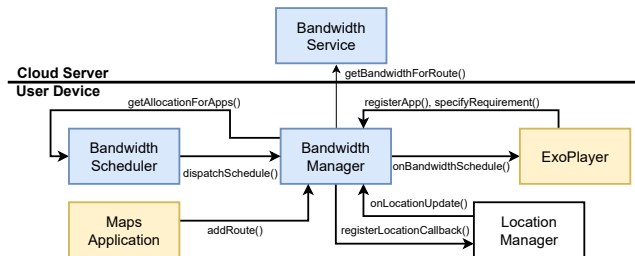 Bandwidth
Service
Cloud Server
getBandwidthForRoute()
User Device
getAllocationForApps()
registerApp(), specifyRequirement()
Bandwidth
Scheduler
dispatchSchedule()
Bandwidth
Manager
onBandwidthSchedule()
ExoPlayer
Maps
Application
addRoute()
onLocationUpdate()
registerLocationCallback()
Location
Manager